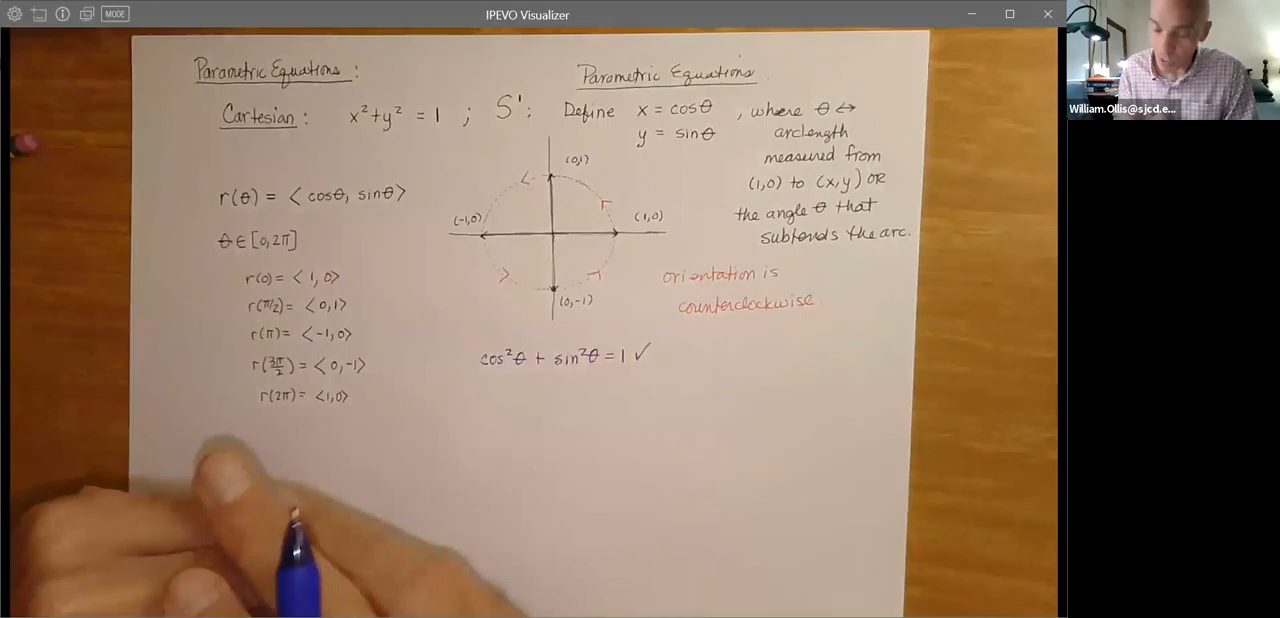 MODE
IPEVO Visualizer
William.Ollis@sjcd.e...
Parametric Equations :
Cartesian : x²+y² = 1 ; S¹ :
r(θ) = < cosθ, sinθ>
θ ∈ [0,2π]
r(0) = < 1, 0>
r(π/2) = < 0,1>
r(π) = < -1, 0>
r(3π/2) = < 0, -1>
r(2π) = <1,0>
Parametric Equations
Define x = cosθ , where θ ↔
y = sinθ arclength
measured from
(1,0) to (x,y) OR
the angle θ that
subtends the arc.
(0,1)
(-1,0)
(1,0)
(0,-1)
orientation is
counterclockwise
cos²θ + sin²θ = 1 ✓